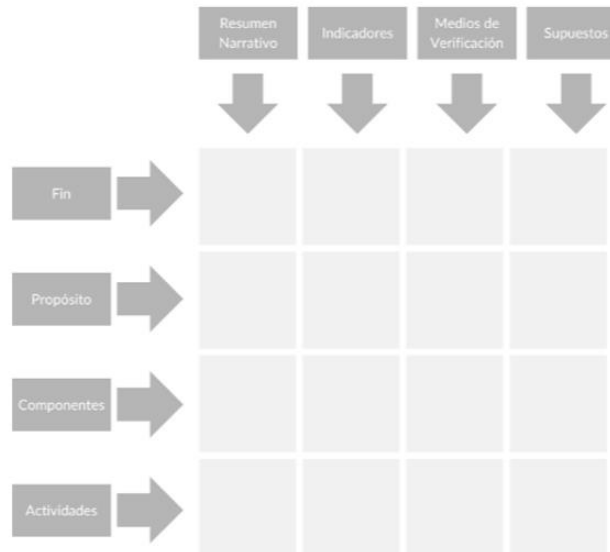 Resumen
Narrativo
Indicadores
Medios de
Verificación
Supuestos
Fin
Propósito
Componentes
Actividades